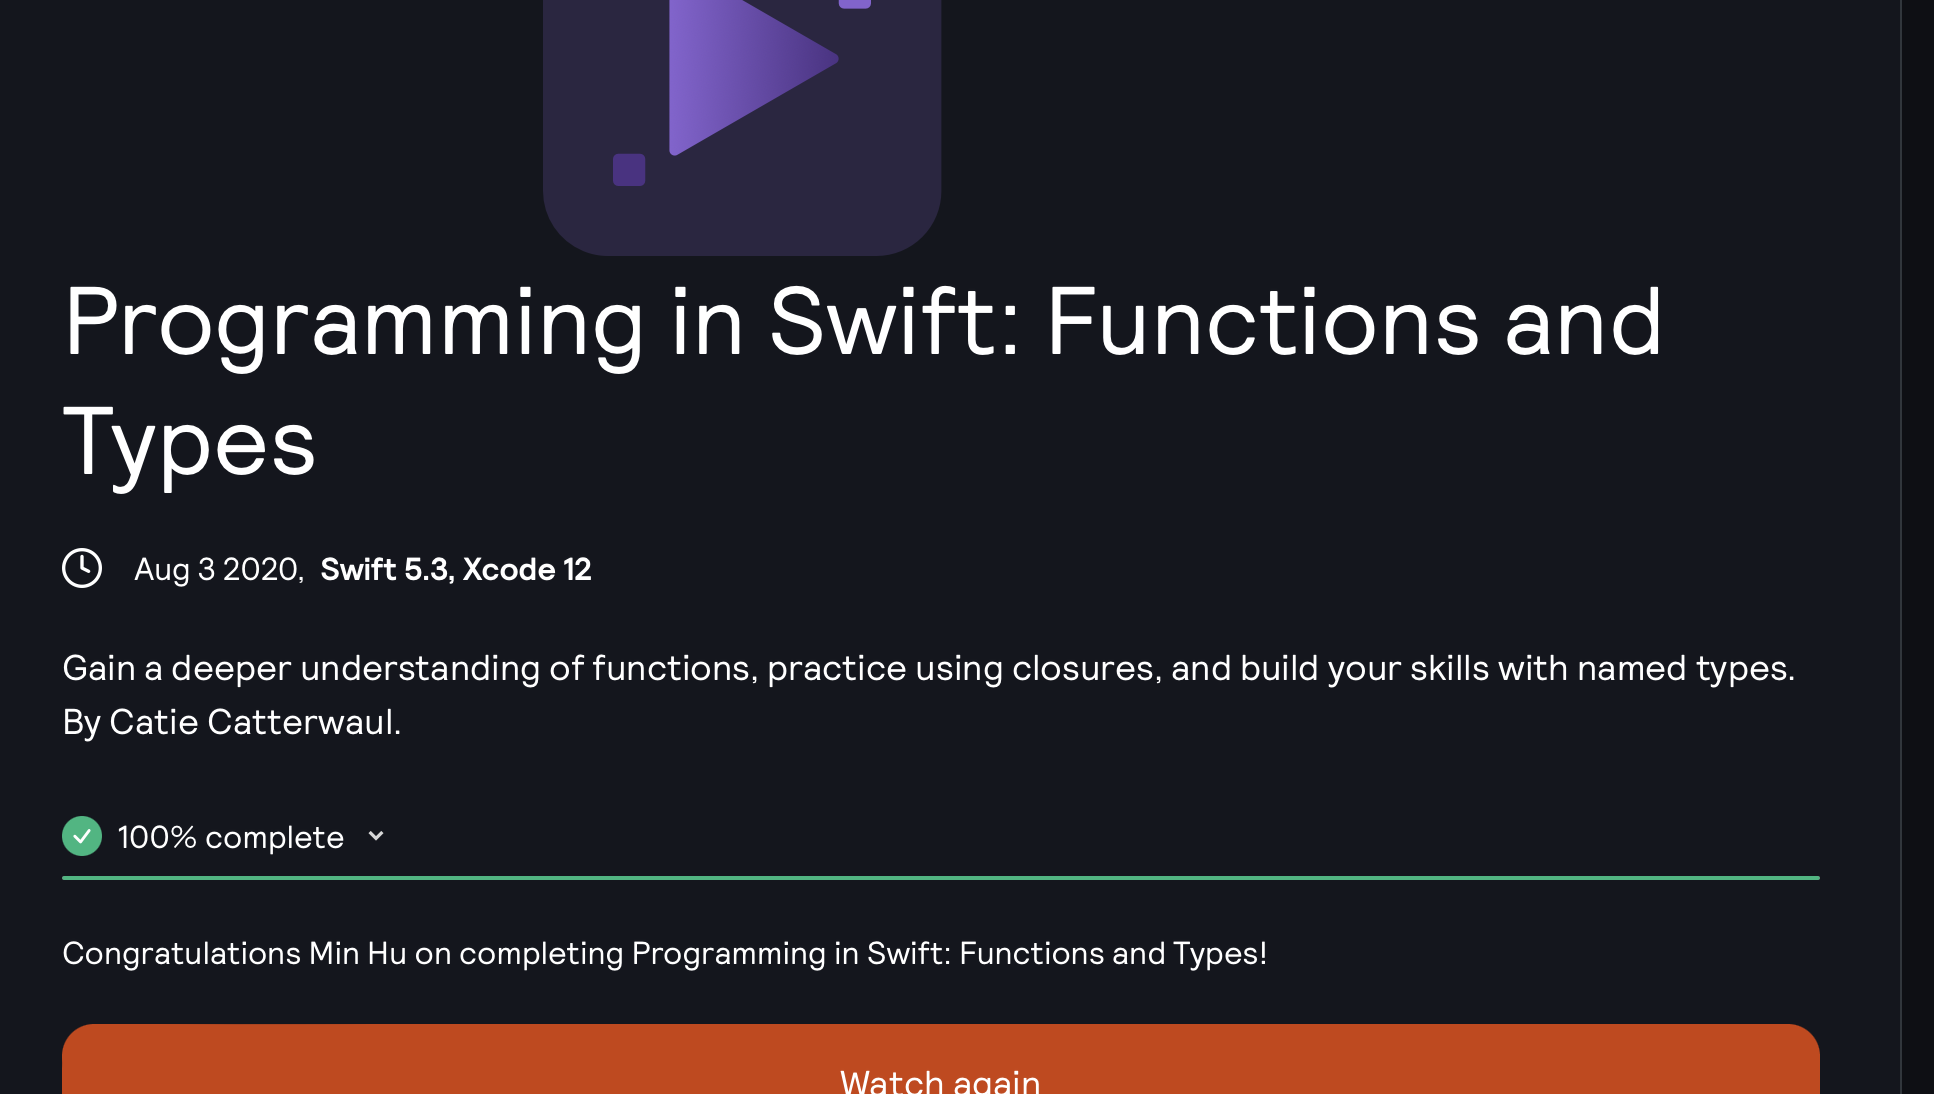 Programming in Swift: Functions and
Types
Aug 3 2020, Swift 5.3, Xcode 12
Gain a deeper understanding of functions, practice using closures, and build your skills with named types.
By Catie Catterwaul.
100% complete
Congratulations Min Hu on completing Programming in Swift: Functions and Types!
Watch again